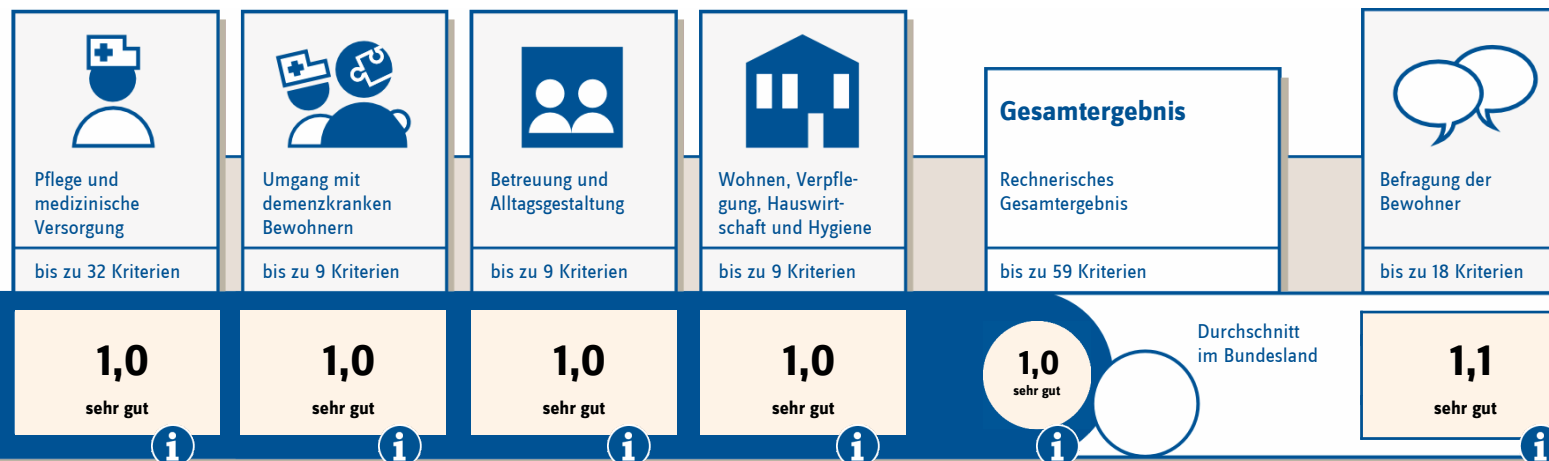 Pflege und
medizinische
Versorgung
bis zu 32 Kriterien
1,0
sehr gut
Umgang mit
demenzkranken
Bewohnern
bis zu 9 Kriterien
1,0
sehr gut
Betreuung und
Alltagsgestaltung
bis zu 9 Kriterien
1,0
sehr gut
Wohnen, Verpfle-
gung, Hauswirt-
schaft und Hygiene
bis zu 9 Kriterien
1,0
sehr gut
Gesamtergebnis
Rechnerisches
Gesamtergebnis
bis zu 59 Kriterien
1,0
sehr gut
Durchschnitt
im Bundesland
Befragung der
Bewohner
bis zu 18 Kriterien
1,1
sehr gut